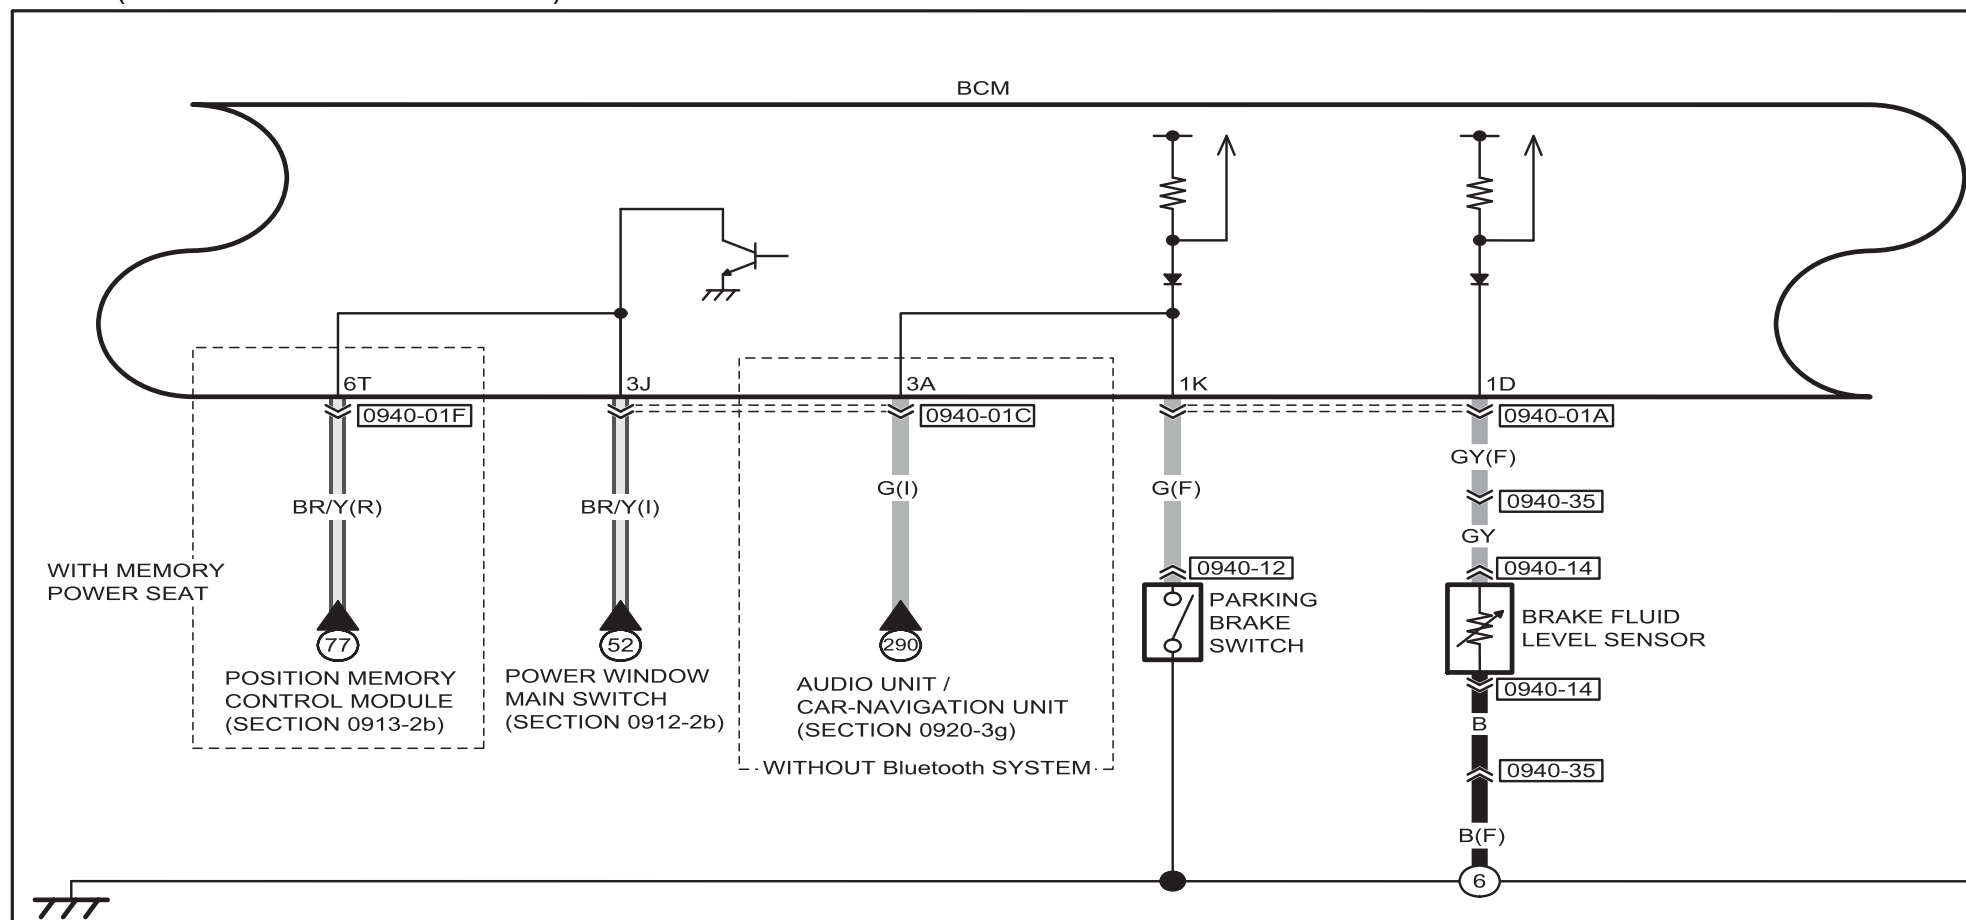 BCM
6T
3J
3A
1K
1D
0940-01F
0940-01C
0940-01A
GY(F)
BR/Y(R)
BR/Y(I)
G(I)
G(F)
0940-35
GY
0940-12
0940-14
WITH MEMORY
POWER SEAT
PARKING
BRAKE
SWITCH
BRAKE FLUID
LEVEL SENSOR
77
52
290
POSITION MEMORY
CONTROL MODULE
(SECTION 0913-2b)
POWER WINDOW
MAIN SWITCH
(SECTION 0912-2b)
AUDIO UNIT /
CAR-NAVIGATION UNIT
(SECTION 0920-3g)
WITHOUT Bluetooth SYSTEM
0940-14
B
0940-35
B(F)
6